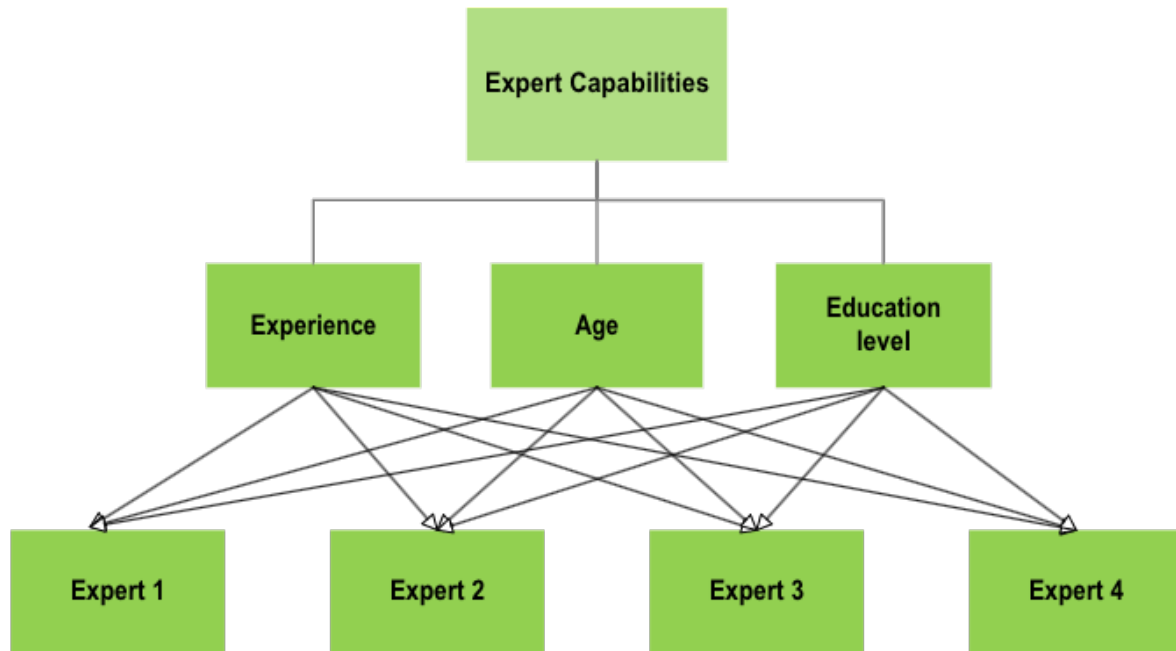 Expert Capabilities
Experience
Age
Education
level
Expert 1
Expert 2
Expert 3
Expert 4